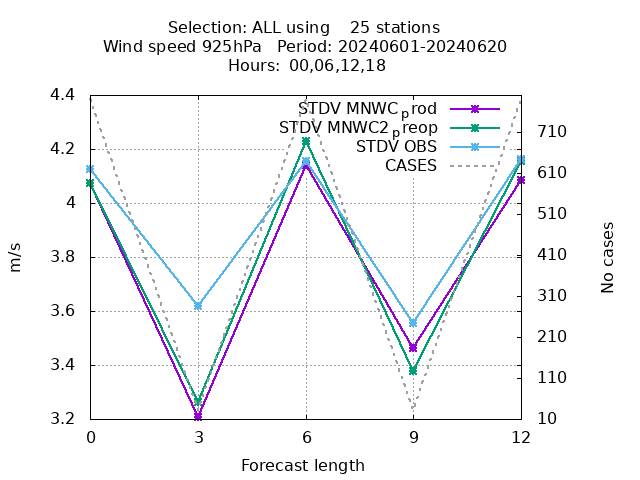 Selection: ALL using    25 stations
Wind speed 925hPa   Period: 20240601-20240620
Hours:  00,06,12,18
STDV MNWC_prod
STDV MNWC2_preop
STDV OBS
CASES
4.4
4.2
4
3.8
3.6
3.4
3.2
m/s
710
610
510
410
310
210
110
10
No cases
0 3 6 9 12
Forecast length